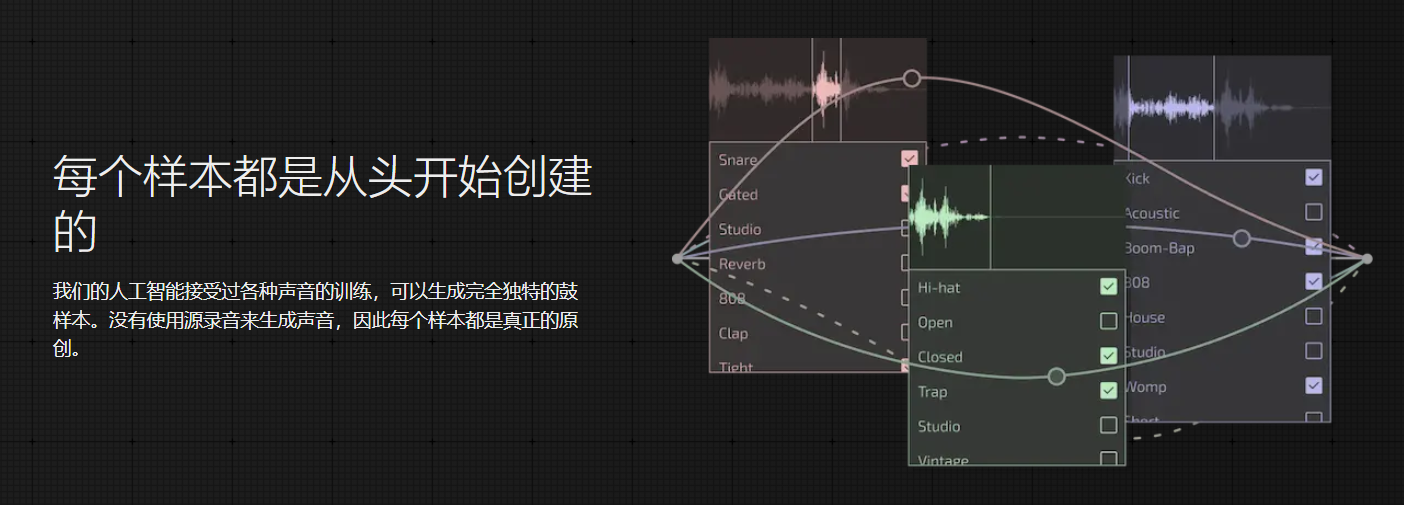 每个样本都是从头开始创建
的
我们的人工智能接受过各种声音的训练，可以生成完全独特的鼓
样本。没有使用源录音来生成声音，因此每个样本都是真正的原
创。
Snare
Gated
Studio
Reverb
808
Clap
Tight
Hi-hat
Open
Closed
Trap
Studio
Vintage
Kick
Acoustic
Boom-Bap
808
House
Studio
Womp
Short